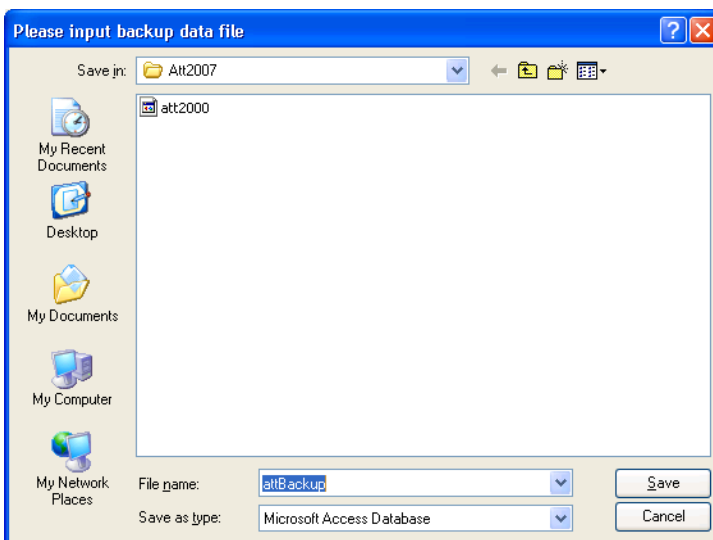 Please input backup data file
Save in: Att2007
att2000
My Recent
Documents
Desktop
My Documents
My Computer
My Network
Places
File name: attBackup Save
Save as type: Microsoft Access Database Cancel